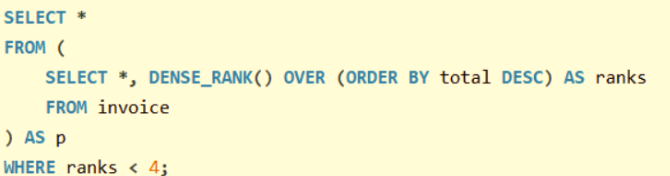 SELECT *
FROM (
    SELECT *, DENSE_RANK() OVER (ORDER BY total DESC) AS ranks
    FROM invoice
) AS p
WHERE ranks < 4;